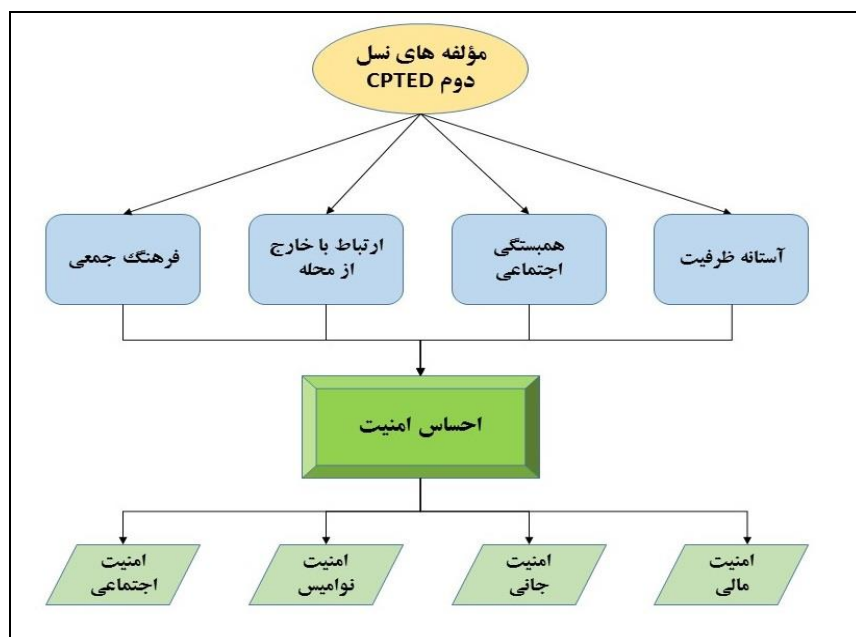 مؤلفه های نسل
دوم CPTED
آستانه ظرفیت
همبستگی
اجتماعی
ارتباط با خارج
از محله
فرهنگ جمعی
احساس امنیت
امنیت
مالی
امنیت
جانی
امنیت
نوامیس
امنیت
اجتماعی